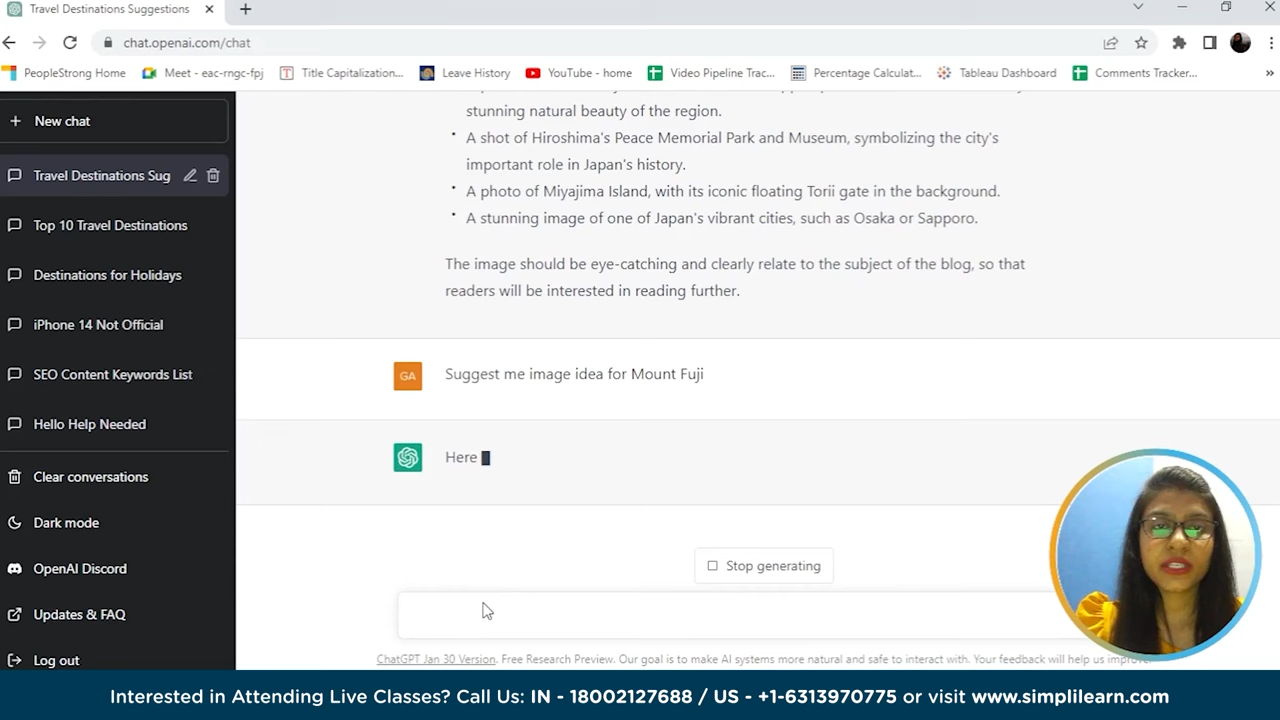 Travel Destinations Suggestions
chat.openai.com/chat
PeopleStrong Home
Meet - eac-rngc-fpj
Title Capitalization...
Leave History
YouTube - home
Video Pipeline Trac...
Percentage Calculat...
Tableau Dashboard
Comments Tracker...
New chat
Travel Destinations Sug
Top 10 Travel Destinations
Destinations for Holidays
iPhone 14 Not Official
SEO Content Keywords List
Hello Help Needed
Clear conversations
Dark mode
OpenAI Discord
Updates & FAQ
Log out
stunning natural beauty of the region.
• A shot of Hiroshima's Peace Memorial Park and Museum, symbolizing the city's
important role in Japan's history.
• A photo of Miyajima Island, with its iconic floating Torii gate in the background.
• A stunning image of one of Japan's vibrant cities, such as Osaka or Sapporo.
The image should be eye-catching and clearly relate to the subject of the blog, so that
readers will be interested in reading further.
GA
Suggest me image idea for Mount Fuji
Here
Stop generating
ChatGPT Jan 30 Version. Free Research Preview. Our goal is to make AI systems more natural and safe to interact with. Your feedback will help us improve.
Interested in Attending Live Classes? Call Us: IN - 18002127688 / US - +1-6313970775 or visit www.simplilearn.com